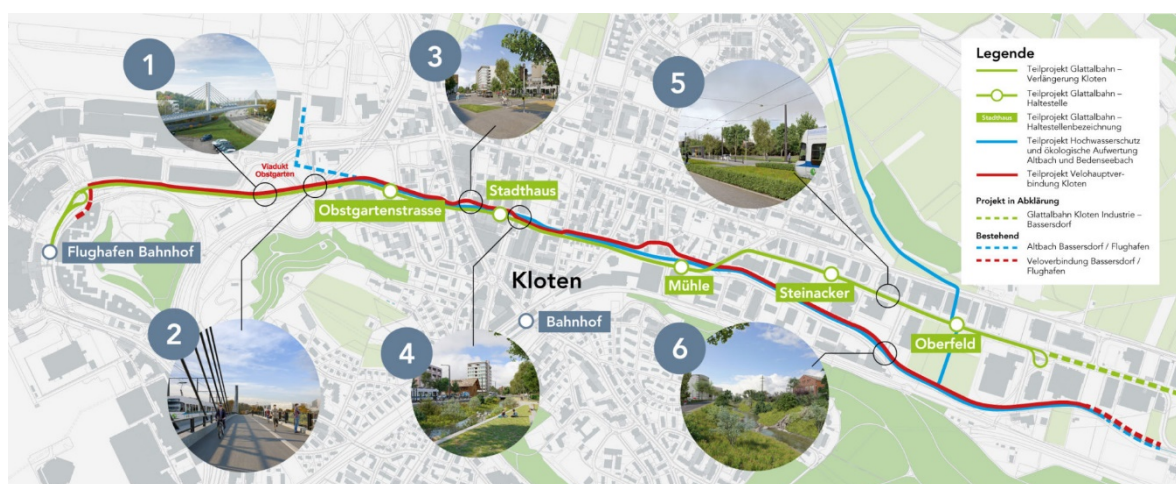 1
3
5
Viadukt
Obstgarten
Flughafen Bahnhof
Obstgartenstrasse
Stadthaus
Kloten
Bahnhof
Mühle
Steinacker
Oberfeld
2
4
6
Legende
Teilprojekt Glattalbahn –
Verlängerung Kloten
Teilprojekt Glattalbahn –
Haltestelle
Stadthaus
Teilprojekt Glattalbahn –
Haltestellenbezeichnung
Teilprojekt Hochwasserschutz
und ökologische Aufwertung
Altbach und Bedenseebach
Teilprojekt Velohauptver-
bindung Kloten
Projekt in Abklärung
Glattalbahn Kloten Industrie –
Bassersdorf
Bestehend
Altbach Bassersdorf / Flughafen
Veloverbindung Bassersdorf /
Flughafen